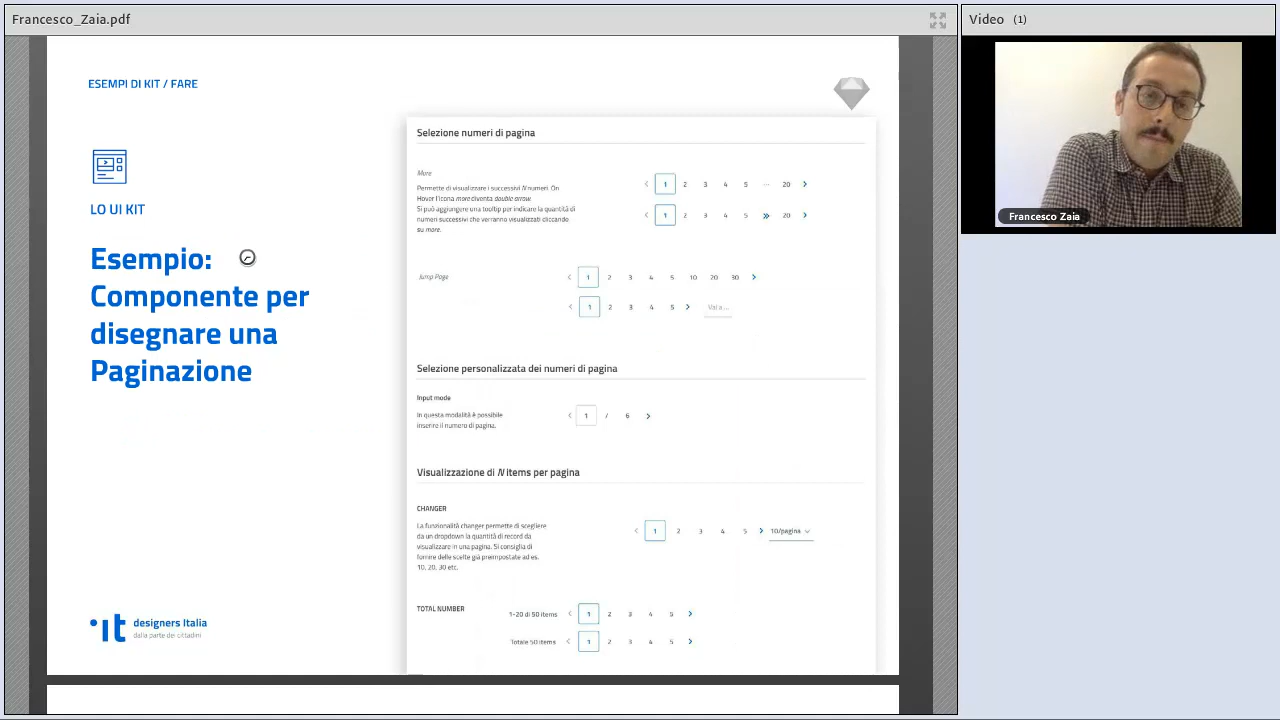 Francesco_Zaia.pdf
Video (1)
Francesco Zaia
ESEMPI DI KIT / FARE
LO UI KIT
Esempio:
Componente per
disegnare una
Paginazione
designers Italia
dalla parte dei cittadini
Selezione numeri di pagina
More
Permette di visualizzare i successivi N numeri. On
Hover l'icona more diventa double arrow.
Si può aggiungere una tooltip per indicare la quantità di
numeri successivi che verranno visualizzati cliccando
su more.
< 1 2 3 4 5 ... 20 >
< 1 2 3 4 5 » 20 >
Jump Page
< 1 2 3 4 5 10 20 30 >
< 1 2 3 4 5 > Vai a ...
Selezione personalizzata dei numeri di pagina
Input mode
In questa modalità è possibile
inserire il numero di pagina.
< 1 / 6 >
Visualizzazione di N items per pagina
CHANGER
La funzionalità changer permette di scegliere
da un dropdown la quantità di record da
visualizzare in una pagina. Si consiglia di
fornire delle scelte già preimpostate ad es.
10, 20, 30 etc.
< 1 2 3 4 5 > 10/pagina
TOTAL NUMBER
1-20 di 50 items < 1 2 3 4 5 >
Totale 50 items < 1 2 3 4 5 >